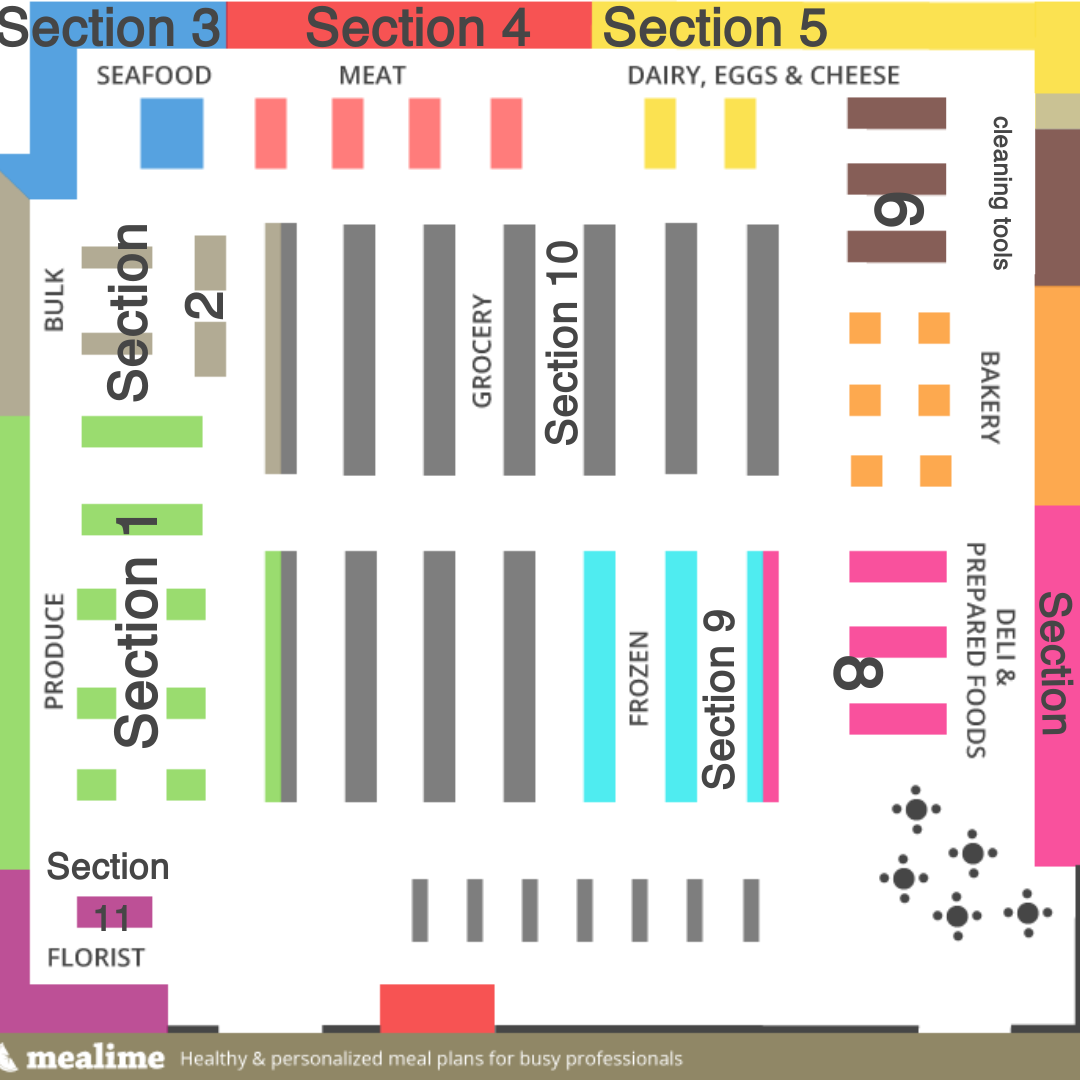 Section 3
Section 4
Section 5
SEAFOOD
MEAT
DAIRY, EGGS & CHEESE
cleaning tools
6
BULK
Section 2
GROCERY
Section 10
BAKERY
PRODUCE
Section 1
FROZEN
Section 9
8
DELI &
PREPARED FOODS
Section
Section
11
FLORIST
mealime
Healthy & personalized meal plans for busy professionals